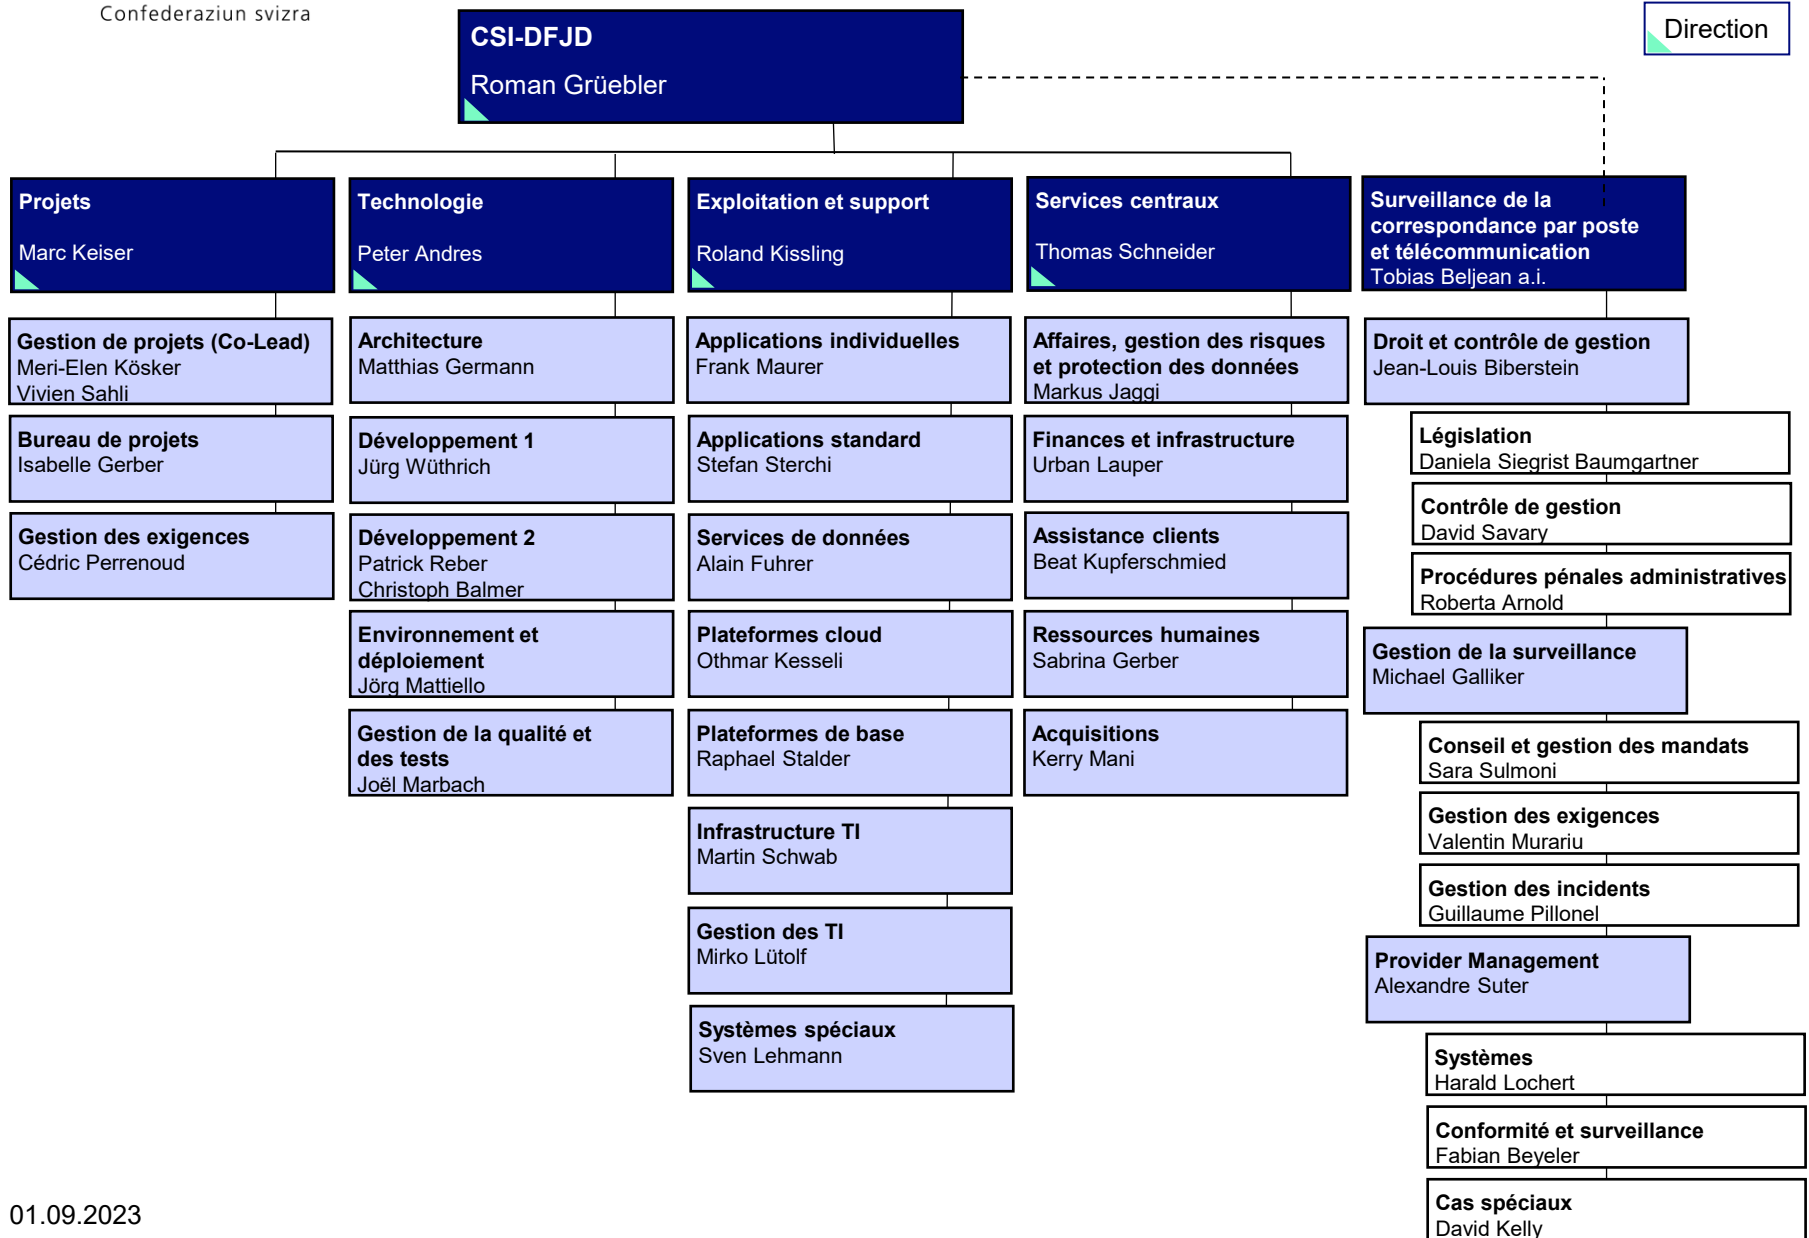 Confederaziun svizra
CSI-DFJD
Roman Grüebler
Direction
Projets
Marc Keiser
Technologie
Peter Andres
Exploitation et support
Roland Kissling
Services centraux
Thomas Schneider
Surveillance de la
correspondance par poste
et télécommunication
Tobias Beljean a.i.
Gestion de projets (Co-Lead)
Meri-Elen Kösker
Vivien Sahli
Bureau de projets
Isabelle Gerber
Gestion des exigences
Cédric Perrenoud
Architecture
Matthias Germann
Développement 1
Jürg Wüthrich
Développement 2
Patrick Reber
Christoph Balmer
Environnement et
déploiement
Jörg Mattiello
Gestion de la qualité et
des tests
Joël Marbach
Applications individuelles
Frank Maurer
Applications standard
Stefan Sterchi
Services de données
Alain Fuhrer
Plateformes cloud
Othmar Kesseli
Plateformes de base
Raphael Stalder
Infrastructure TI
Martin Schwab
Gestion des TI
Mirko Lütolf
Systèmes spéciaux
Sven Lehmann
Affaires, gestion des risques
et protection des données
Markus Jaggi
Finances et infrastructure
Urban Lauper
Assistance clients
Beat Kupferschmied
Ressources humaines
Sabrina Gerber
Acquisitions
Kerry Mani
Droit et contrôle de gestion
Jean-Louis Biberstein
Législation
Daniela Siegrist Baumgartner
Contrôle de gestion
David Savary
Procédures pénales administratives
Roberta Arnold
Gestion de la surveillance
Michael Galliker
Conseil et gestion des mandats
Sara Sulmoni
Gestion des exigences
Valentin Murariu
Gestion des incidents
Guillaume Pillonel
Provider Management
Alexandre Suter
Systèmes
Harald Lochert
Conformité et surveillance
Fabian Beyeler
Cas spéciaux
David Kelly
01.09.2023